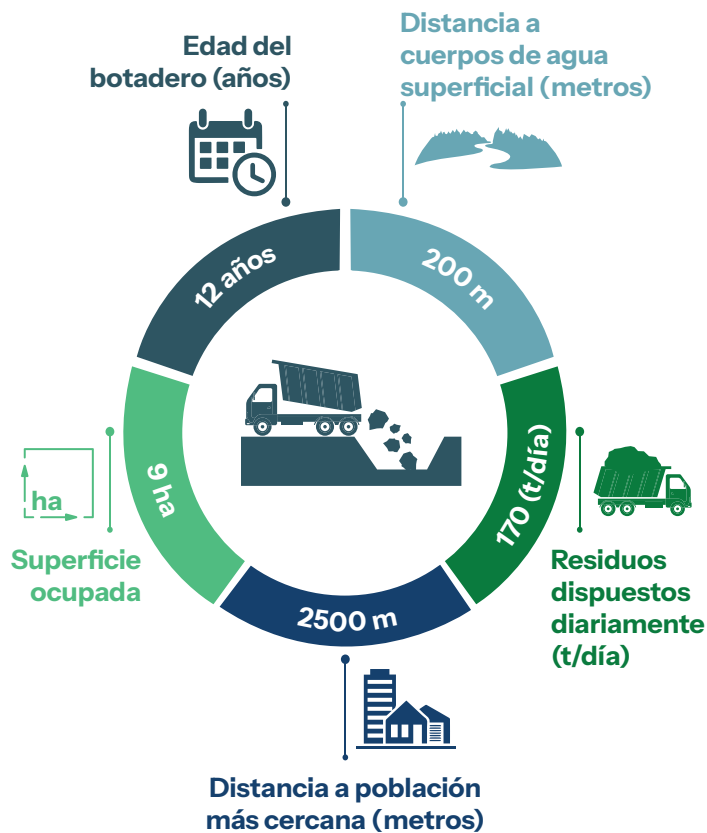 Edad del
botadero (años)
Distancia a
cuerpos de agua
superficial (metros)
12 años
200 m
9 ha
170 (t/día)
2500 m
ha
Superficie
ocupada
Residuos
dispuestos
diariamente
(t/día)
Distancia a población
más cercana (metros)